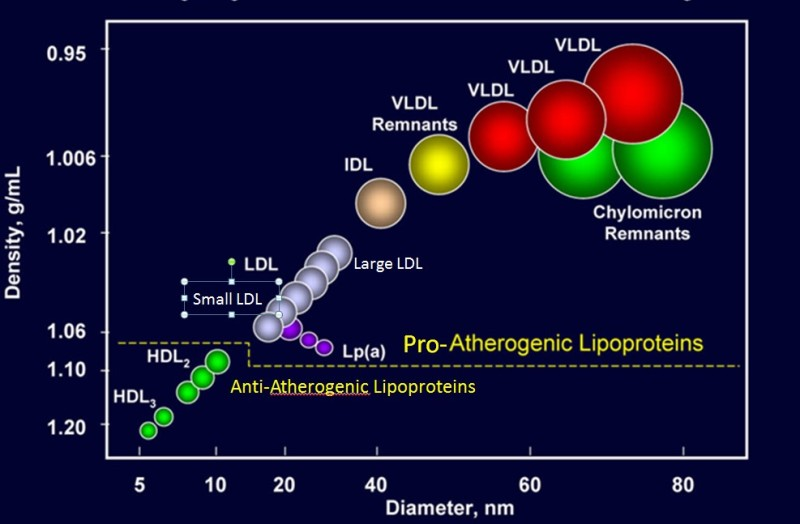 0.95
1.006
1.02
1.06
1.10
1.20
Density, g/mL
VLDL
VLDL
VLDL
VLDL
Remnants
IDL
Chylomicron
Remnants
LDL
Large LDL
Small LDL
Lp(a)
Pro-Atherogenic Lipoproteins
HDL2
Anti-Atherogenic Lipoproteins
HDL3
5 10 20 40 60 80
Diameter, nm